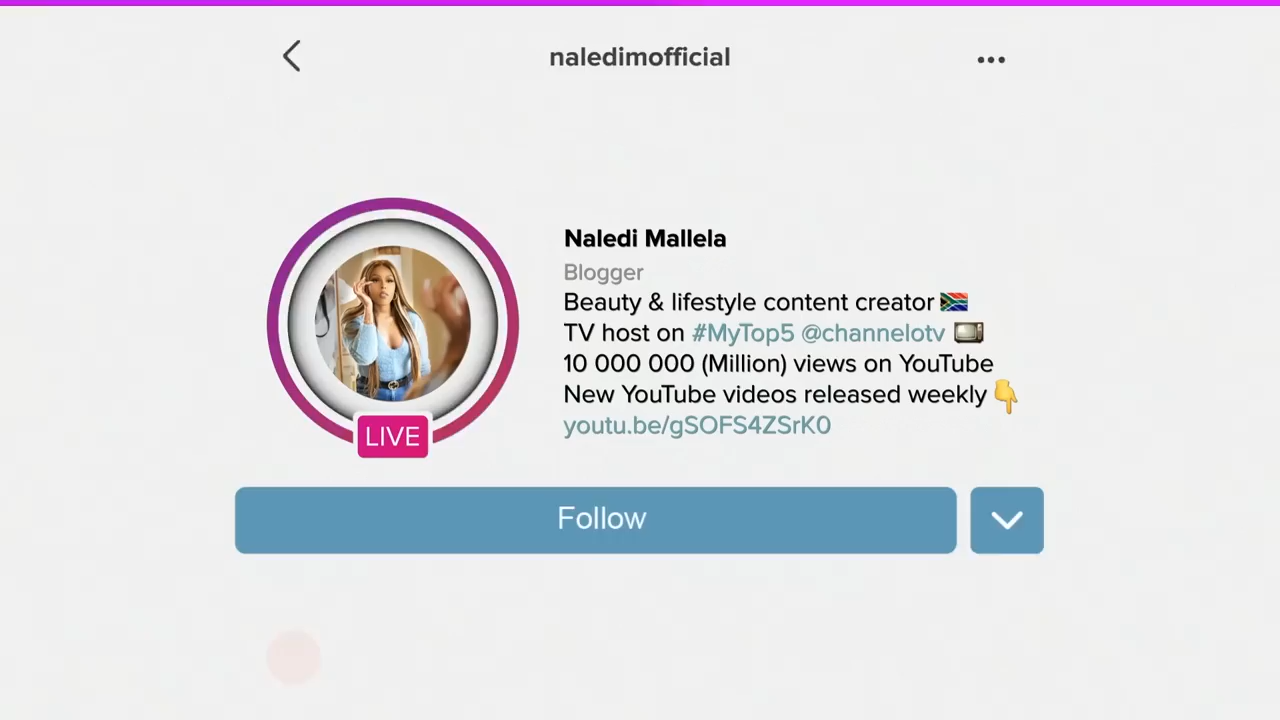 naledimofficial
Naledi Mallela
Blogger
Beauty & lifestyle content creator 🇿🇦
TV host on #MyTop5 @channelotv 📺
10 000 000 (Million) views on YouTube
New YouTube videos released weekly 👇
youtu.be/gSOFS4ZSrK0
LIVE
Follow